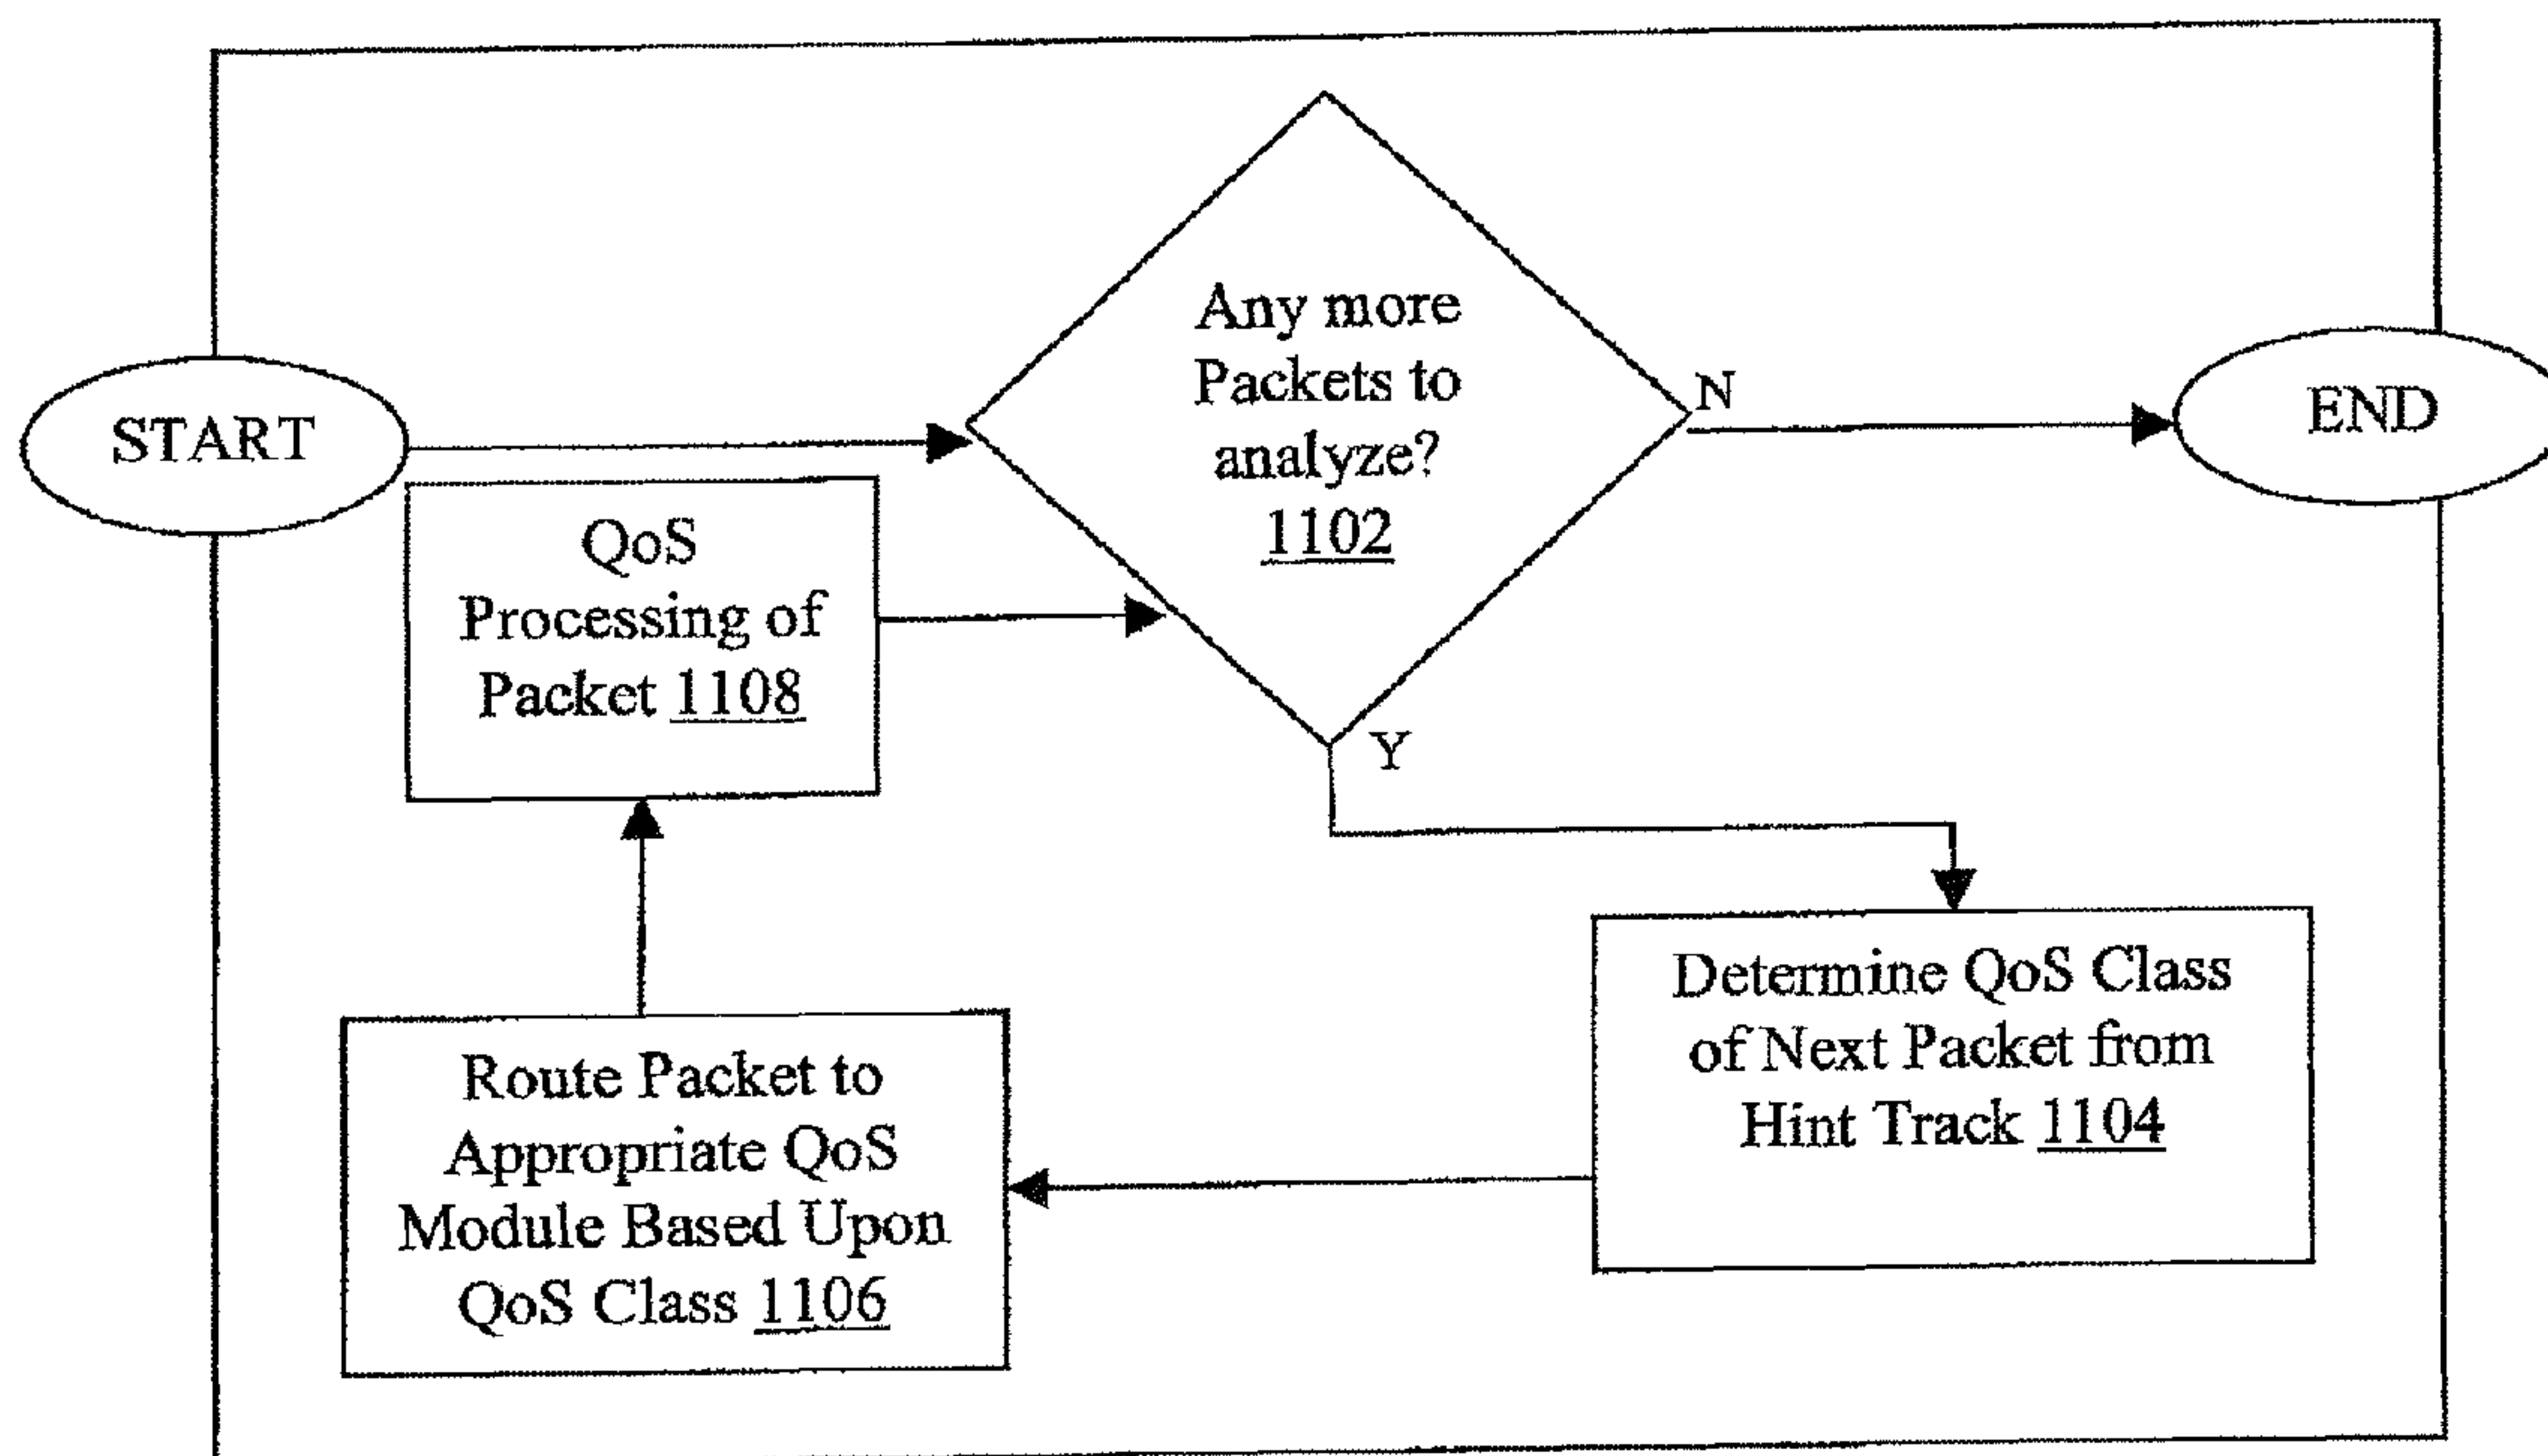 START
Any more
Packets to
analyze?
1102
N
END
QoS
Processing of
Packet 1108
Y
Determine QoS Class
of Next Packet from
Hint Track 1104
Route Packet to
Appropriate QoS
Module Based Upon
QoS Class 1106